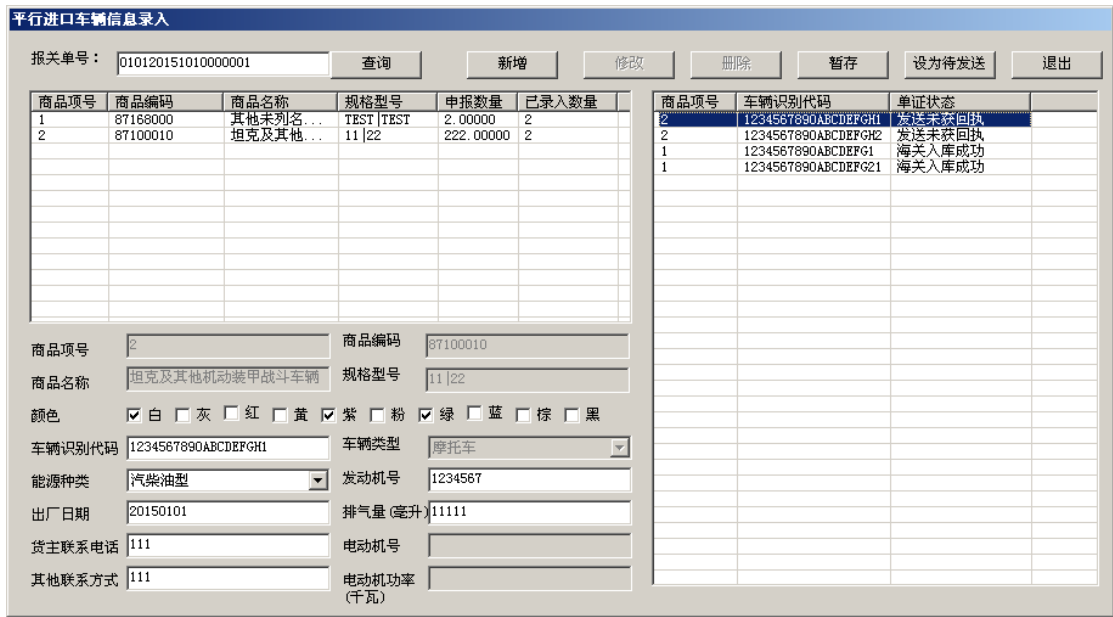 平行进口车辆信息录入
报关单号： 010120151010000001 查询 新增 修改 删除 暂存 设为待发送 退出
商品项号 商品编码 商品名称 规格型号 申报数量 已录入数量
1 87168000 其他未列名... TEST|TEST 2.00000 2
2 87100010 坦克及其他... 11|22 222.00000 2
商品项号 车辆识别代码 单证状态
2 1234567890ABCDEFGH1 发送未获回执
2 1234567890ABCDEFGH2 发送未获回执
1 1234567890ABCDEFG1 海关入库成功
1 1234567890ABCDEFG21 海关入库成功
商品项号 2 商品编码 87100010
商品名称 坦克及其他机动装甲战斗车辆 规格型号 11|22
颜色 白 灰 红 黄 紫 粉 绿 蓝 棕 黑
车辆识别代码 1234567890ABCDEFGH1 车辆类型 摩托车
能源种类 汽柴油型 发动机号 1234567
出厂日期 20150101 排气量(毫升) 11111
货主联系电话 111 电动机号
其他联系方式 111 电动机功率
(千瓦)